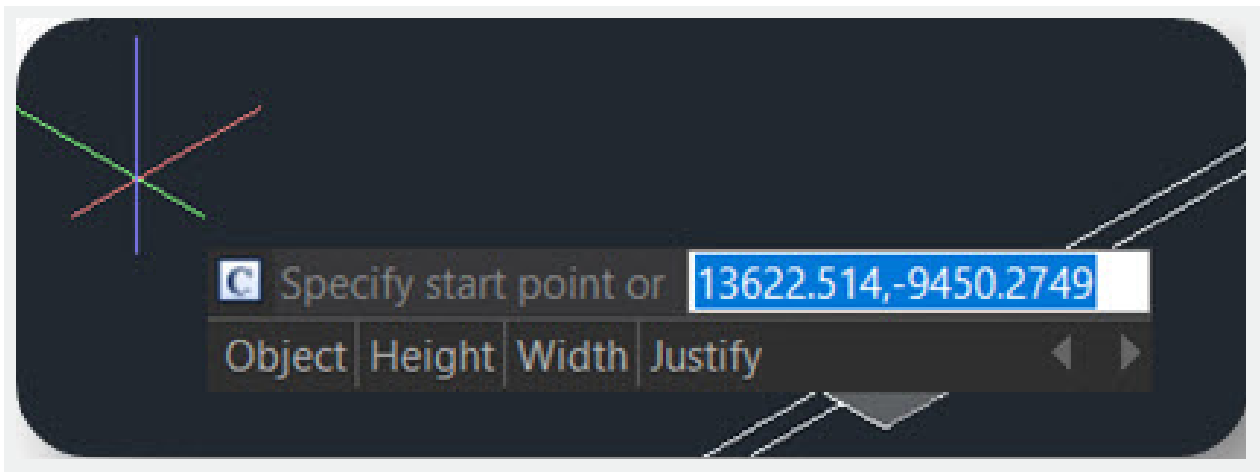 C Specify start point or 13622.514,-9450.2749
Object Height Width Justify